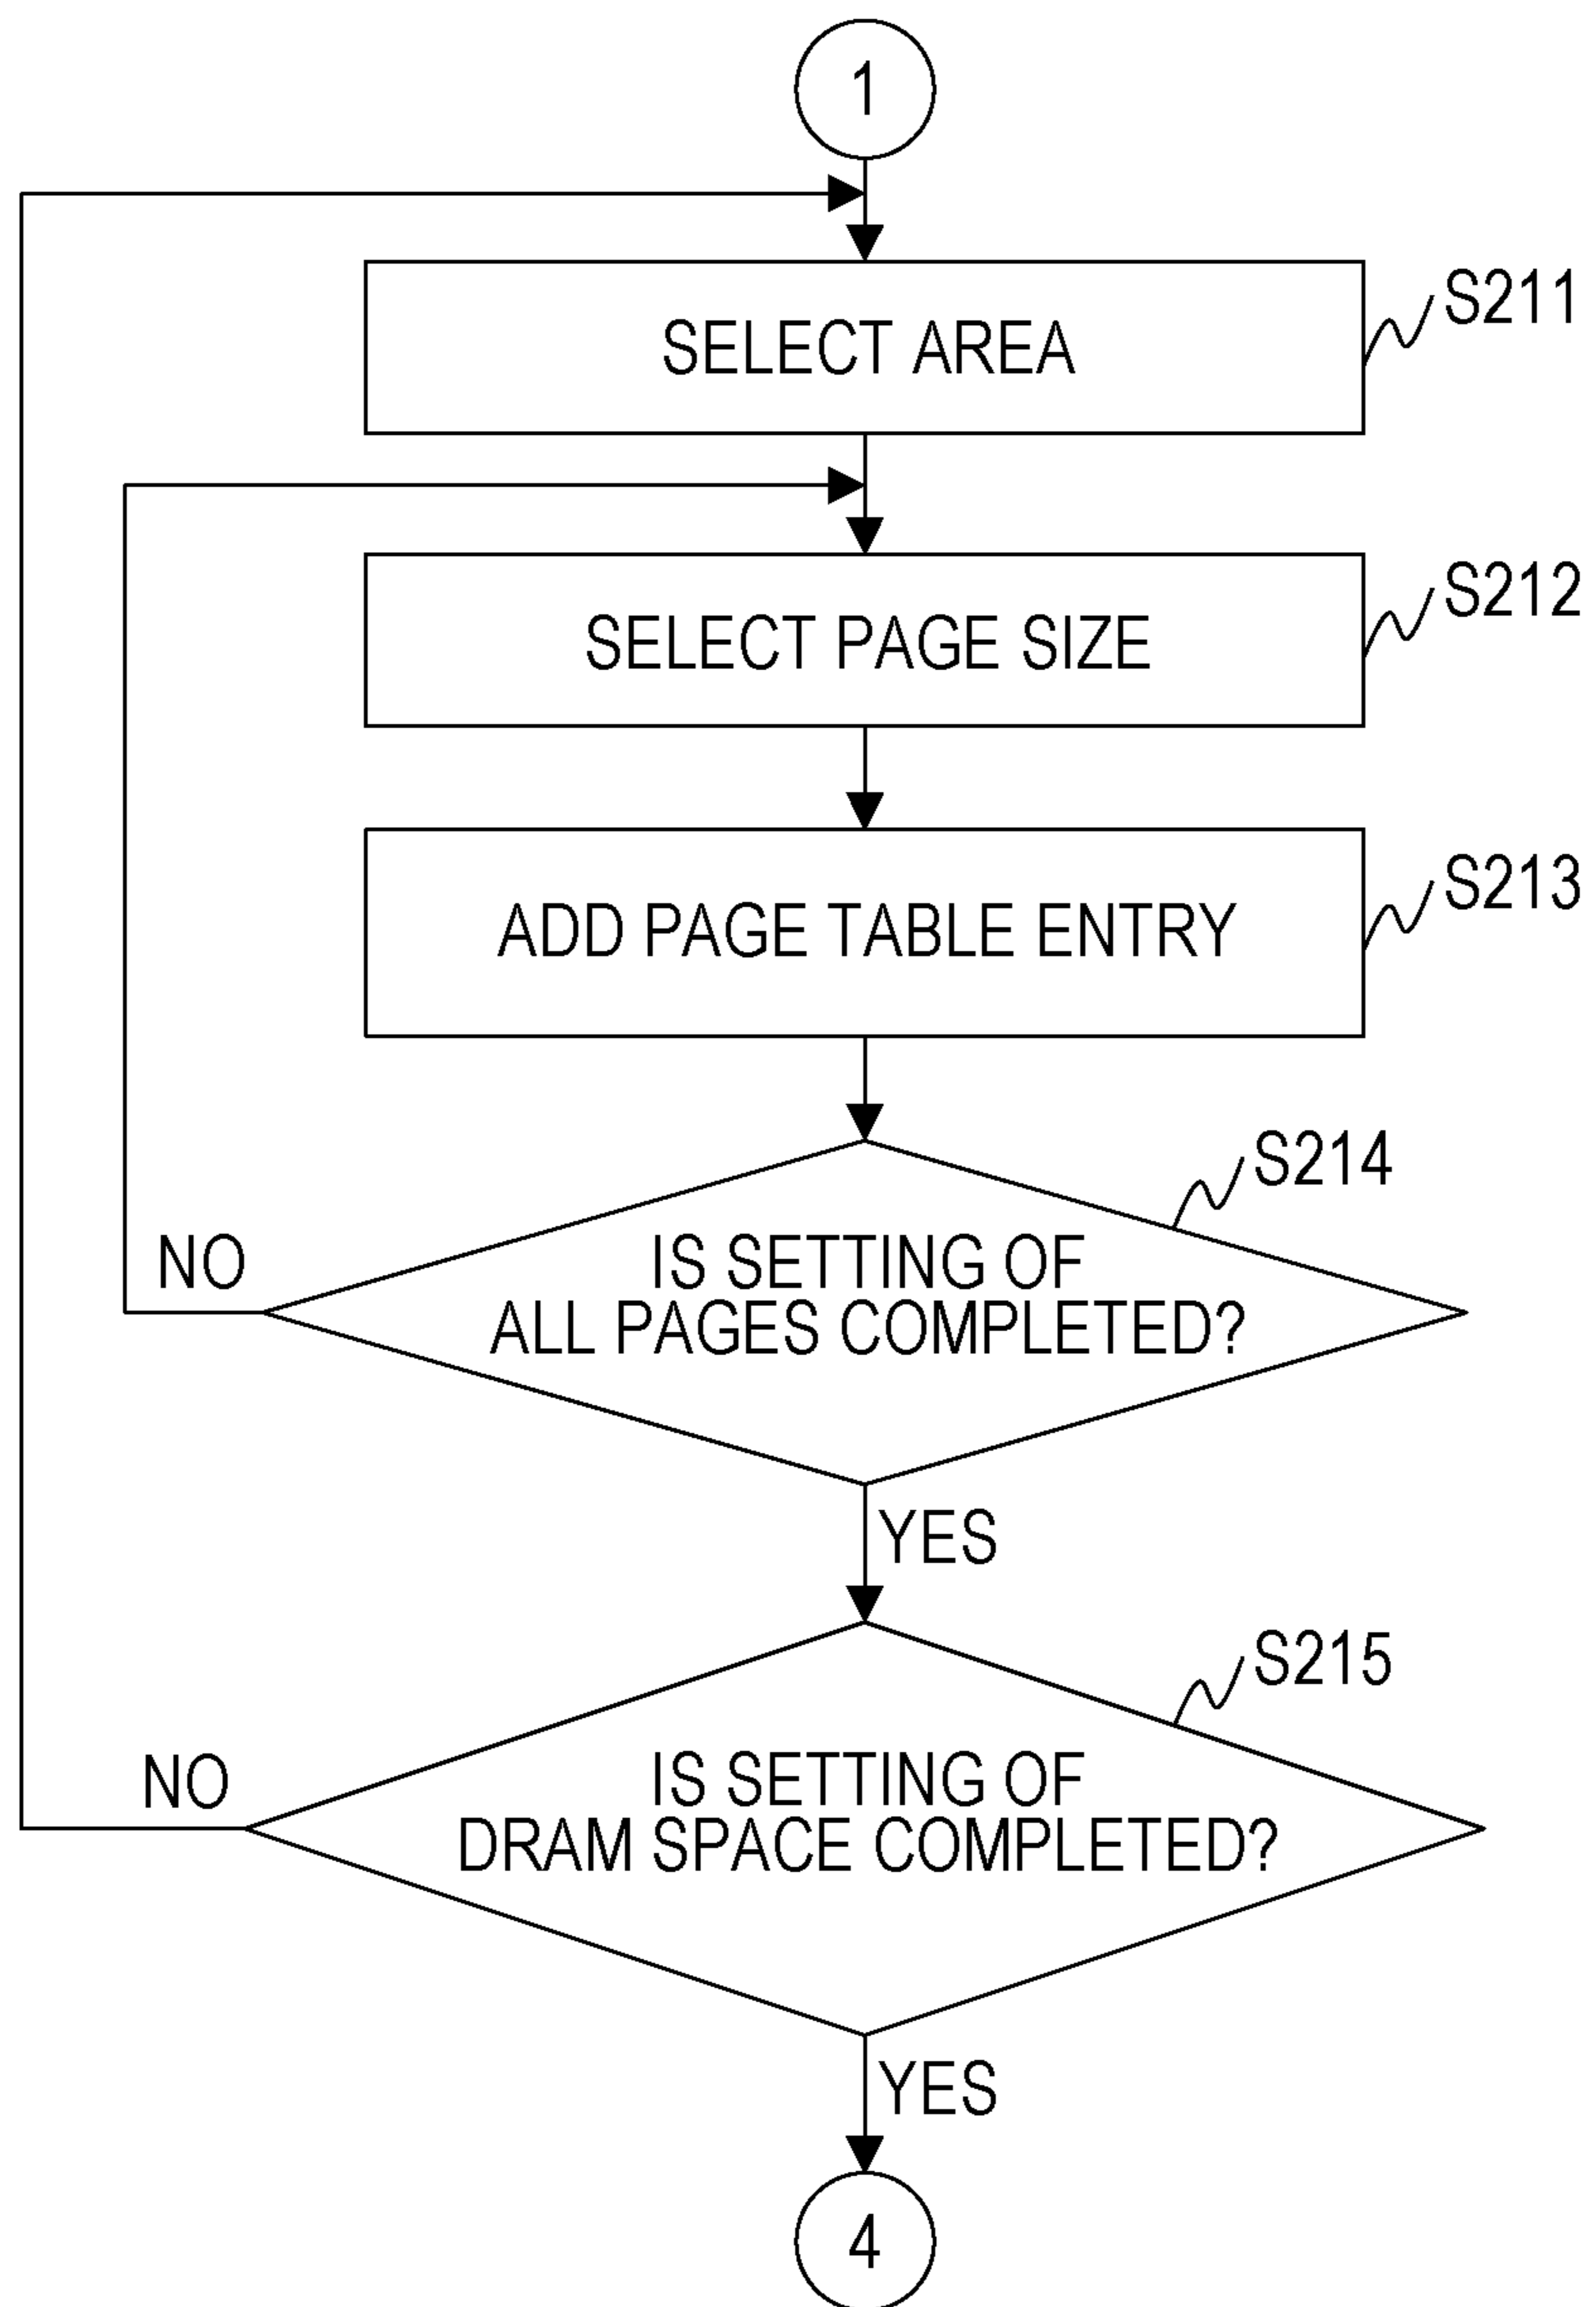 1
SELECT AREA
S211
SELECT PAGE SIZE
S212
ADD PAGE TABLE ENTRY
S213
S214
NO
IS SETTING OF
ALL PAGES COMPLETED?
YES
S215
NO
IS SETTING OF
DRAM SPACE COMPLETED?
YES
4